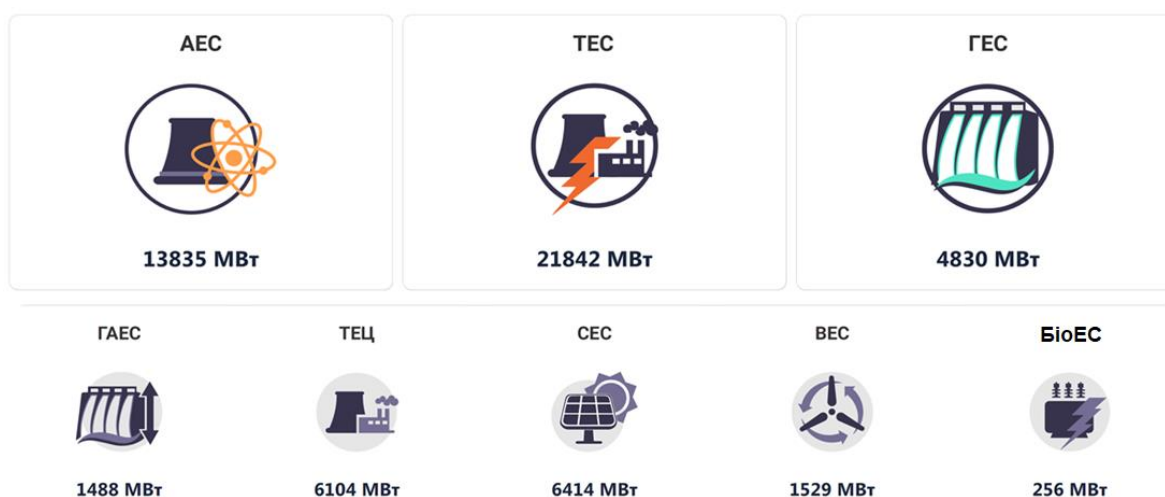 АЕС
ТЕС
ГЕС
13835 МВт
21842 МВт
4830 МВт
ГАЕС
ТЕЦ
СЕС
ВЕС
БіоЕС
1488 МВт
6104 МВт
6414 МВт
1529 МВт
256 МВт